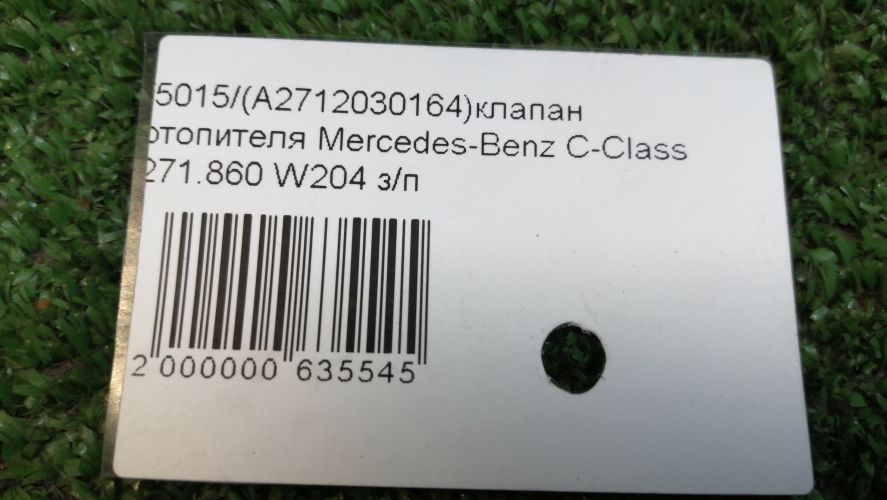 5015/(A2712030164)клапан
отопителя Mercedes-Benz C-Class
271.860 W204 з/п
2 000000 635545